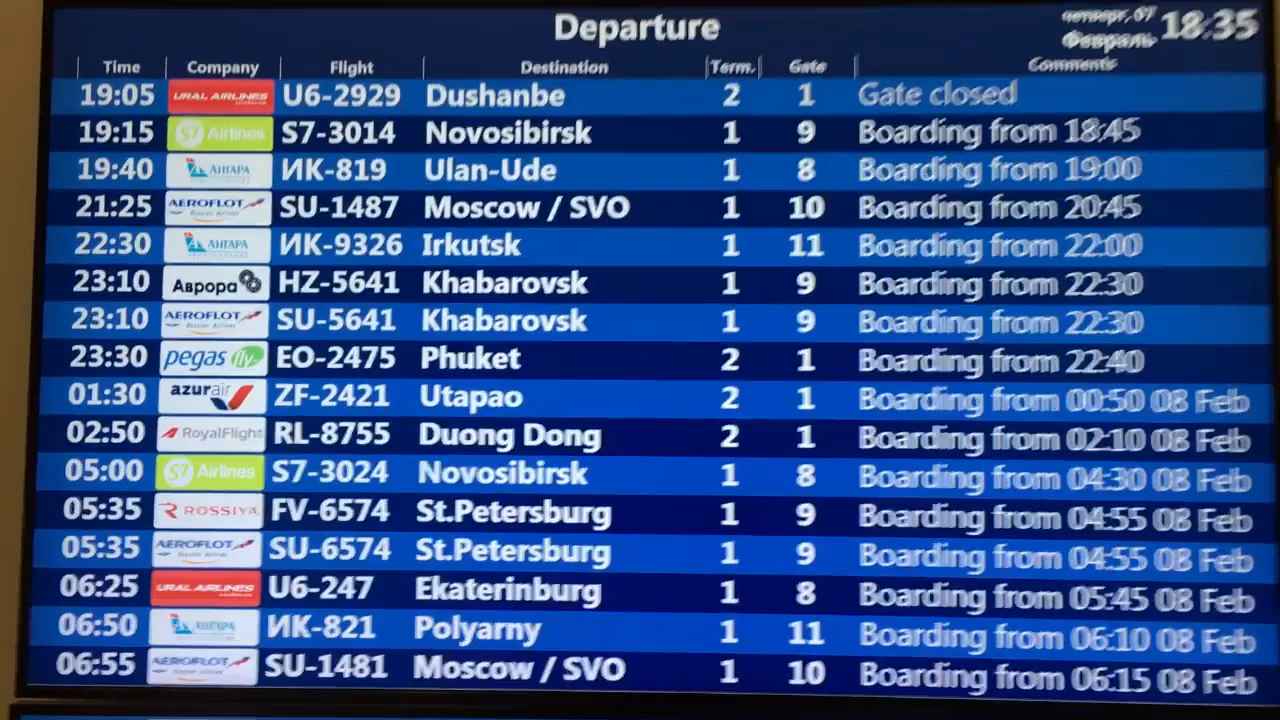 Departure
четверг, 07 Февраль 18:35
Time Company Flight Destination Term. Gate Comments
19:05 URAL AIRLINES U6-2929 Dushanbe 2 1 Gate closed
19:15 S7 Airlines S7-3014 Novosibirsk 1 9 Boarding from 18:45
19:40 АНГАРА ИК-819 Ulan-Ude 1 8 Boarding from 19:00
21:25 AEROFLOT Russian Airlines SU-1487 Moscow / SVO 1 10 Boarding from 20:45
22:30 АНГАРА ИК-9326 Irkutsk 1 11 Boarding from 22:00
23:10 Аврора HZ-5641 Khabarovsk 1 9 Boarding from 22:30
23:10 AEROFLOT Russian Airlines SU-5641 Khabarovsk 1 9 Boarding from 22:30
23:30 pegas fly EO-2475 Phuket 2 1 Boarding from 22:40
01:30 azurair ZF-2421 Utapao 2 1 Boarding from 00:50 08 Feb
02:50 RoyalFlight RL-8755 Duong Dong 2 1 Boarding from 02:10 08 Feb
05:00 S7 Airlines S7-3024 Novosibirsk 1 8 Boarding from 04:30 08 Feb
05:35 ROSSIYA FV-6574 St.Petersburg 1 9 Boarding from 04:55 08 Feb
05:35 AEROFLOT Russian Airlines SU-6574 St.Petersburg 1 9 Boarding from 04:55 08 Feb
06:25 URAL AIRLINES U6-247 Ekaterinburg 1 8 Boarding from 05:45 08 Feb
06:50 АНГАРА ИК-821 Polyarny 1 11 Boarding from 06:10 08 Feb
06:55 AEROFLOT Russian Airlines SU-1481 Moscow / SVO 1 10 Boarding from 06:15 08 Feb